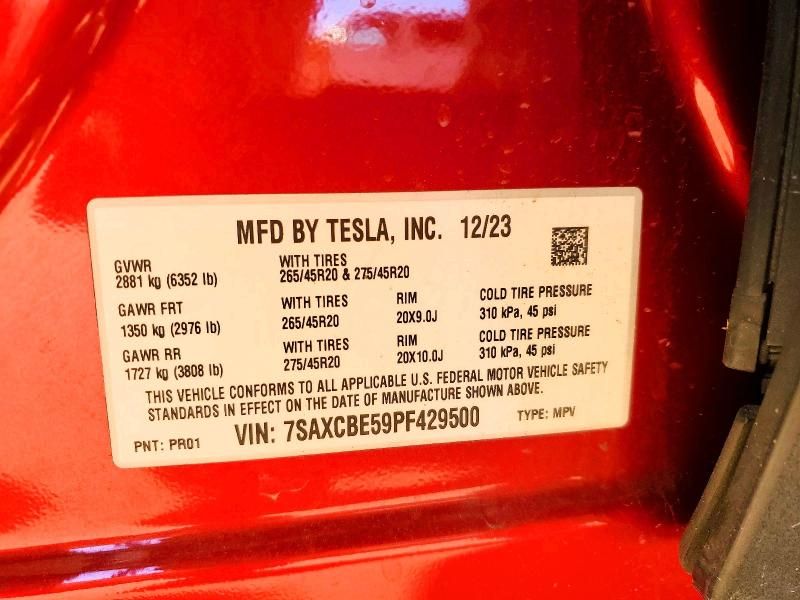 MFD BY TESLA, INC. 12/23
GVWR WITH TIRES
2881 kg (6352 lb) 265/45R20 & 275/45R20
GAWR FRT WITH TIRES RIM COLD TIRE PRESSURE
1350 kg (2976 lb) 265/45R20 20X9.0J 310 kPa, 45 psi
GAWR RR WITH TIRES RIM COLD TIRE PRESSURE
1727 kg (3808 lb) 275/45R20 20X10.0J 310 kPa, 45 psi
THIS VEHICLE CONFORMS TO ALL APPLICABLE U.S. FEDERAL MOTOR VEHICLE SAFETY
STANDARDS IN EFFECT ON THE DATE OF MANUFACTURE SHOWN ABOVE.
PNT: PR01 VIN: 7SAXCBE59PF429500 TYPE: MPV